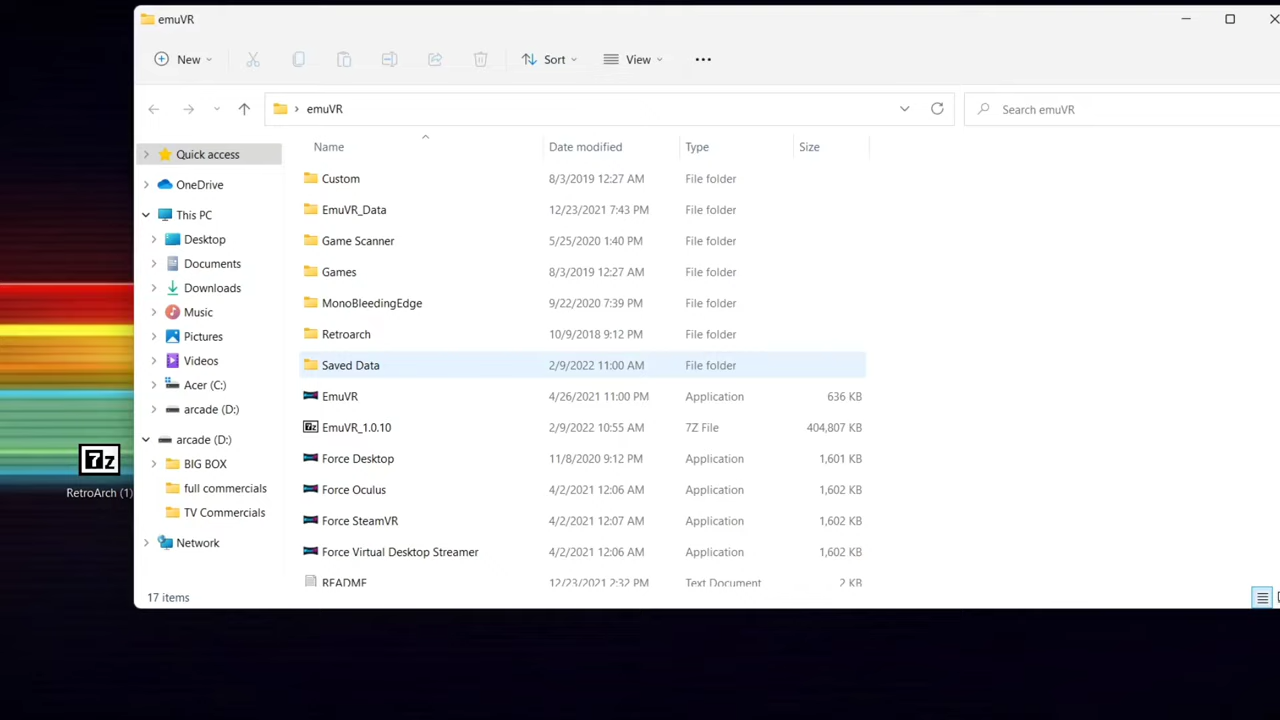 emuVR
New
Sort
View
emuVR
Search emuVR
Name
Date modified
Type
Size
Quick access
OneDrive
This PC
Desktop
Documents
Downloads
Music
Pictures
Videos
Acer (C:)
arcade (D:)
arcade (D:)
BIG BOX
full commercials
TV Commercials
Network
Custom 8/3/2019 12:27 AM File folder
EmuVR_Data 12/23/2021 7:43 PM File folder
Game Scanner 5/25/2020 1:40 PM File folder
Games 8/3/2019 12:27 AM File folder
MonoBleedingEdge 9/22/2020 7:39 PM File folder
Retroarch 10/9/2018 9:12 PM File folder
Saved Data 2/9/2022 11:00 AM File folder
EmuVR 4/26/2021 11:00 PM Application 636 KB
7z EmuVR_1.0.10 2/9/2022 10:55 AM 7Z File 404,807 KB
Force Desktop 11/8/2020 9:12 PM Application 1,601 KB
Force Oculus 4/2/2021 12:06 AM Application 1,602 KB
Force SteamVR 4/2/2021 12:07 AM Application 1,602 KB
Force Virtual Desktop Streamer 4/2/2021 12:06 AM Application 1,602 KB
README 12/23/2021 2:32 PM Text Document 2 KB
17 items
7z
RetroArch (1)